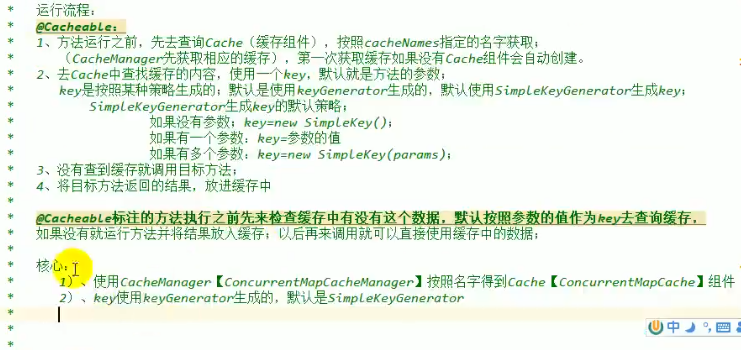 * 运行流程:
* @Cacheable:
* 1、方法运行之前,先去查询Cache(缓存组件),按照cacheNames指定的名字获取;
* (CacheManager先获取相应的缓存),第一次获取缓存如果没有Cache组件会自动创建。
* 2、去Cache中查找缓存的内容,使用一个key,默认就是方法的参数;
* key是按照某种策略生成的;默认是使用keyGenerator生成的,默认使用SimpleKeyGenerator生成key;
* SimpleKeyGenerator生成key的默认策略;
* 如果没有参数;key=new SimpleKey();
* 如果有一个参数:key=参数的值
* 如果有多个参数:key=new SimpleKey(params);
* 3、没有查到缓存就调用目标方法;
* 4、将目标方法返回的结果,放进缓存中
*
* @Cacheable标注的方法执行之前先来检查缓存中有没有这个数据,默认按照参数的值作为key去查询缓存,
* 如果没有就运行方法并将结果放入缓存;以后再来调用就可以直接使用缓存中的数据;
*
* 核心:
* 1)、使用CacheManager【ConcurrentMapCacheManager】按照名字得到Cache【ConcurrentMapCache】组件
* 2)、key使用keyGenerator生成的,默认是SimpleKeyGenerator
*
*
中